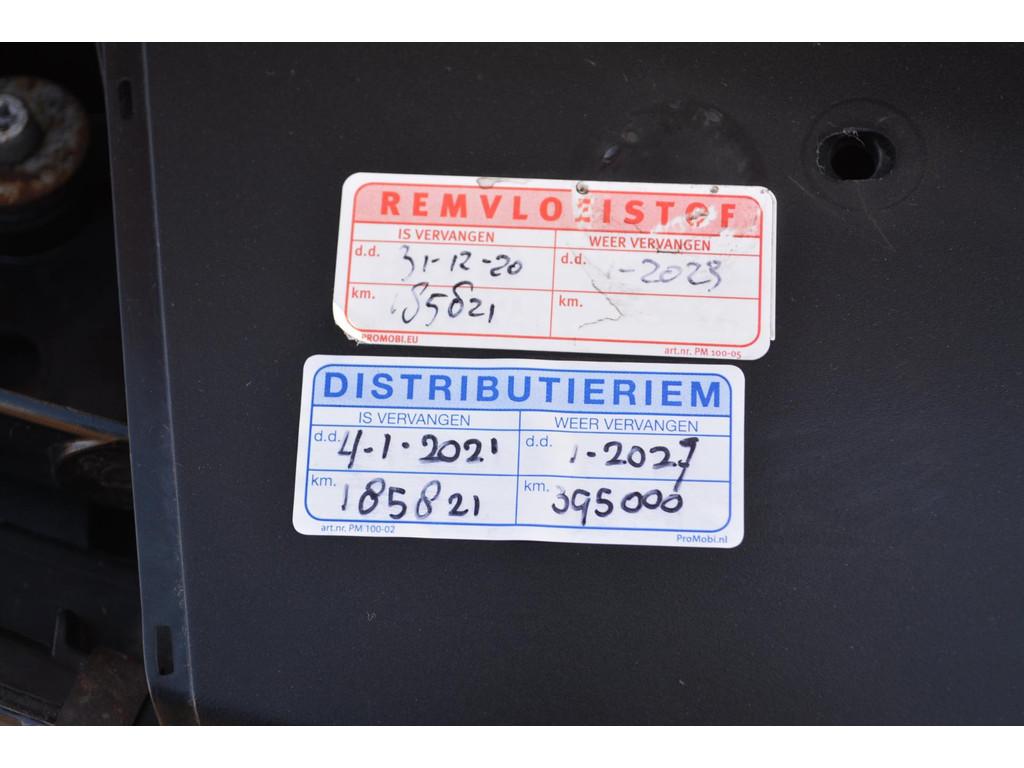 REMVLOEISTOF
IS VERVANGEN WEER VERVANGEN
d.d. 31-12-20 d.d. 1-2023
km. 185821 km.
PROMOBI.EU art.nr. PM 100-05
DISTRIBUTIERIEM
IS VERVANGEN WEER VERVANGEN
d.d. 4-1-2021 d.d. 1-2027
km. 185821 km. 395000
art.nr. PM 100-02 ProMobi.nl